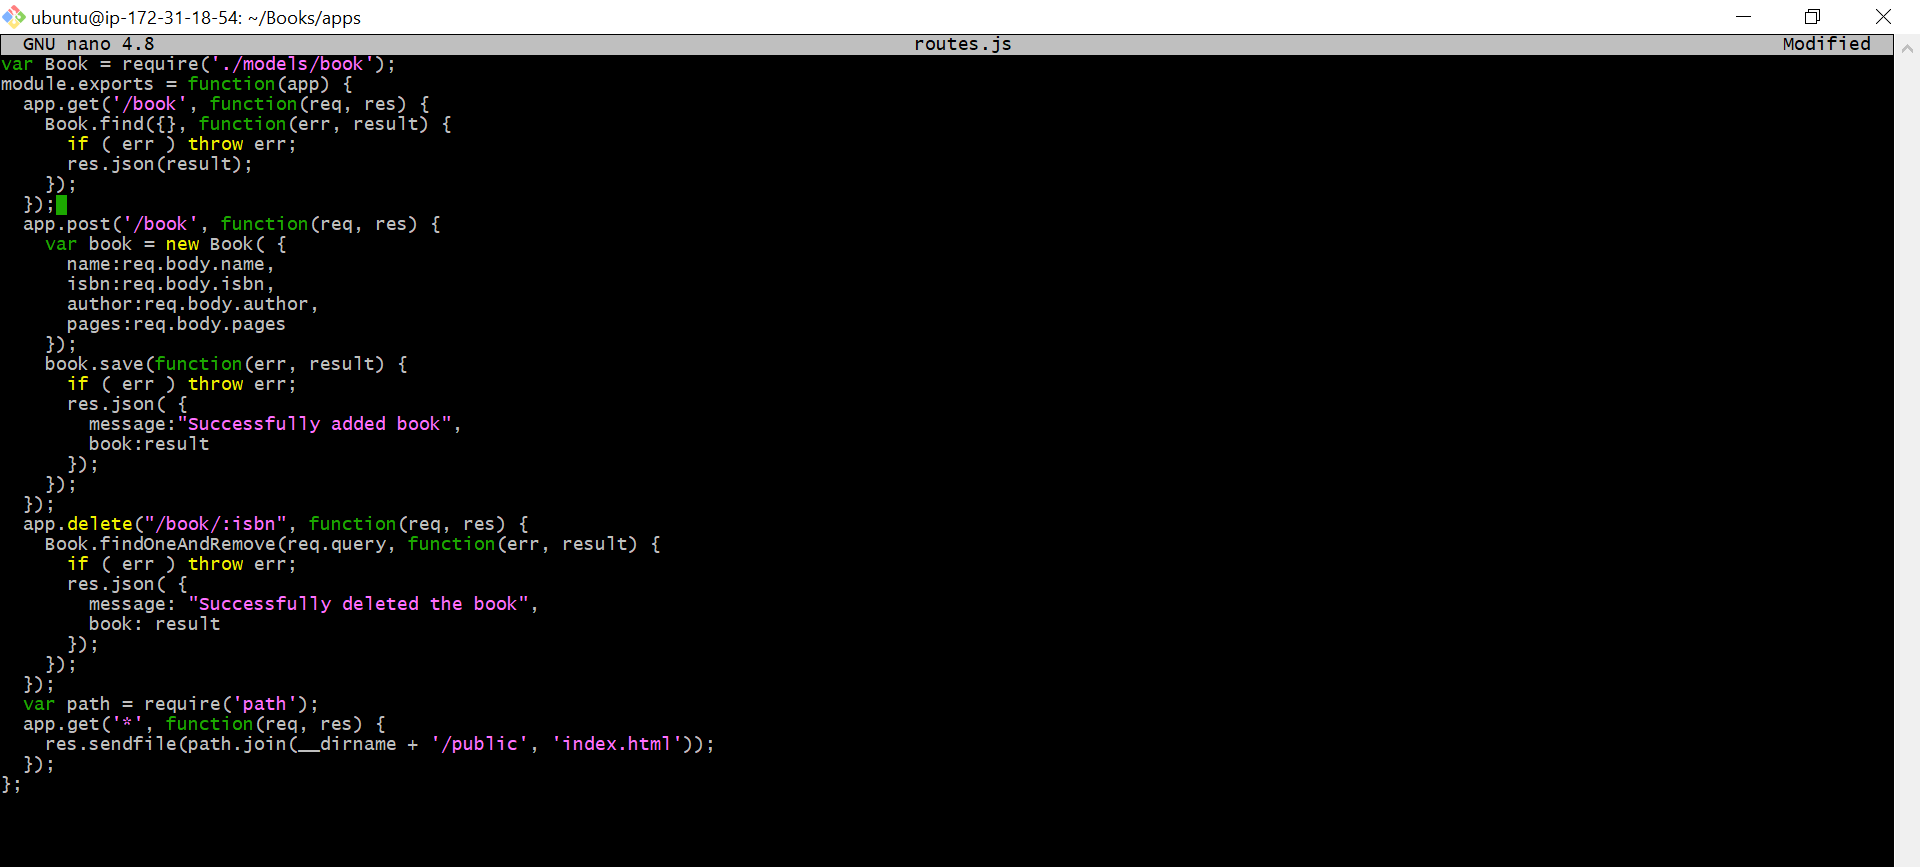 ubuntu@ip-172-31-18-54: ~/Books/apps
GNU nano 4.8 routes.js Modified
var Book = require('./models/book');
module.exports = function(app) {
  app.get('/book', function(req, res) {
    Book.find({}, function(err, result) {
      if ( err ) throw err;
      res.json(result);
    });
  });
  app.post('/book', function(req, res) {
    var book = new Book( {
      name:req.body.name,
      isbn:req.body.isbn,
      author:req.body.author,
      pages:req.body.pages
    });
    book.save(function(err, result) {
      if ( err ) throw err;
      res.json( {
        message:"Successfully added book",
        book:result
      });
    });
  });
  app.delete("/book/:isbn", function(req, res) {
    Book.findOneAndRemove(req.query, function(err, result) {
      if ( err ) throw err;
      res.json( {
        message: "Successfully deleted the book",
        book: result
      });
    });
  });
  var path = require('path');
  app.get('*', function(req, res) {
    res.sendfile(path.join(__dirname + '/public', 'index.html'));
  });
};